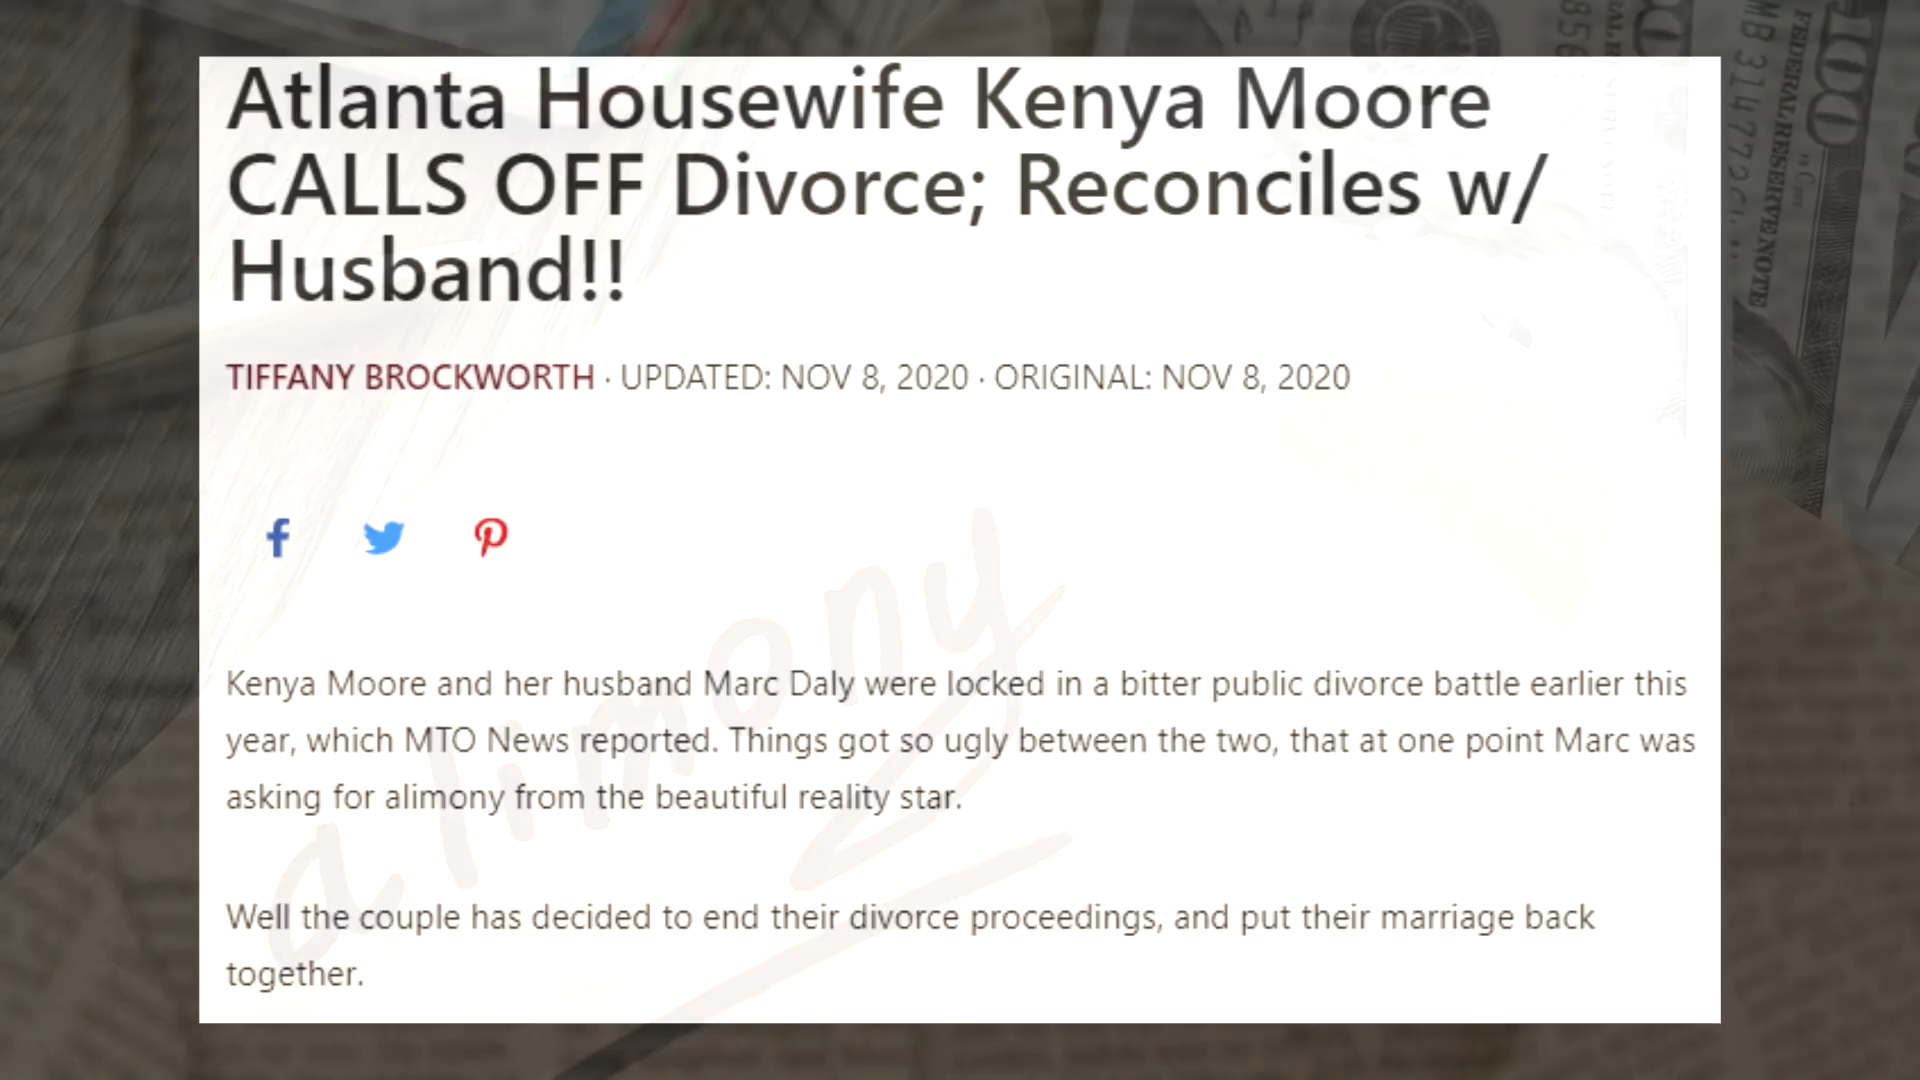 Atlanta Housewife Kenya Moore
CALLS OFF Divorce; Reconciles w/
Husband!!
TIFFANY BROCKWORTH · UPDATED: NOV 8, 2020 · ORIGINAL: NOV 8, 2020
Kenya Moore and her husband Marc Daly were locked in a bitter public divorce battle earlier this
year, which MTO News reported. Things got so ugly between the two, that at one point Marc was
asking for alimony from the beautiful reality star.
Well the couple has decided to end their divorce proceedings, and put their marriage back
together.
alimony
100
FEDERAL RESERVE NOTE